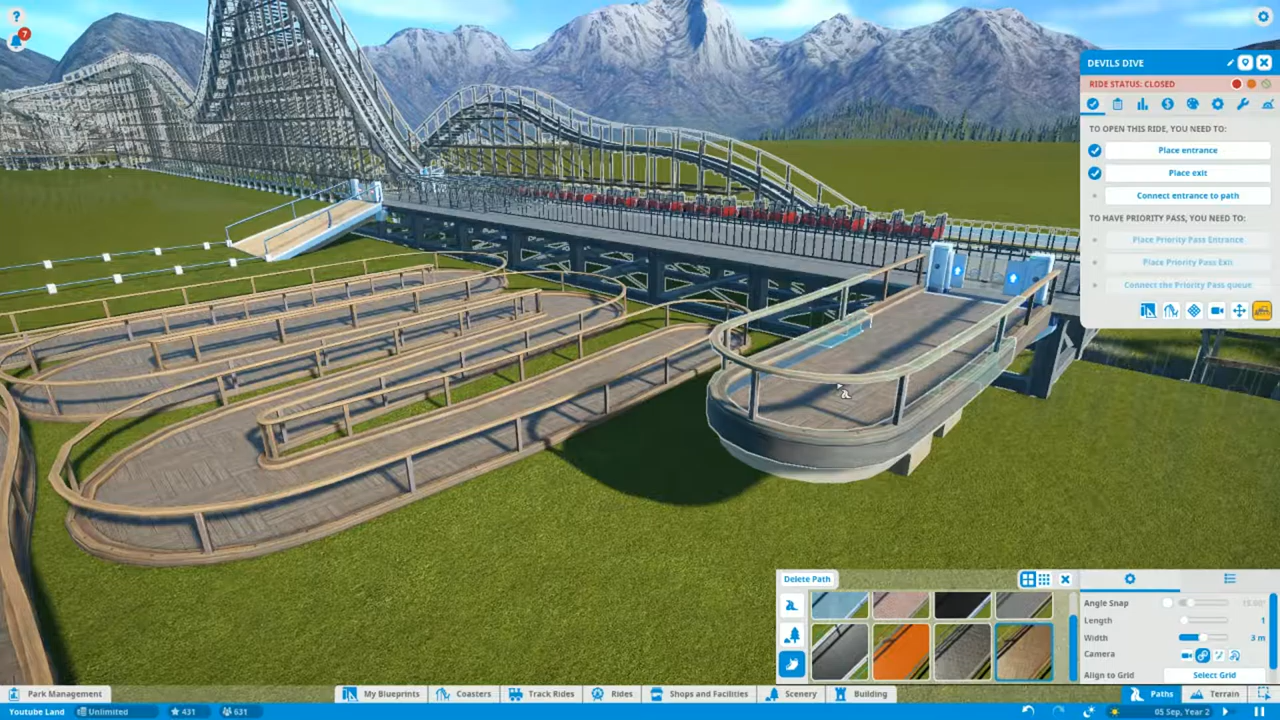 ?
7
DEVILS DIVE
RIDE STATUS: CLOSED
TO OPEN THIS RIDE, YOU NEED TO:
Place entrance
Place exit
Connect entrance to path
TO HAVE PRIORITY PASS, YOU NEED TO:
Place Priority Pass Entrance
Place Priority Pass Exit
Connect the Priority Pass queue
Delete Path
Angle Snap
Length 1
Width 3 m
Camera
Align to Grid Select Grid
Park Management My Blueprints Coasters Track Rides Rides Shops and Facilities Scenery Building Paths Terrain
Youtube Land Unlimited 431 631 05 Sep, Year 2